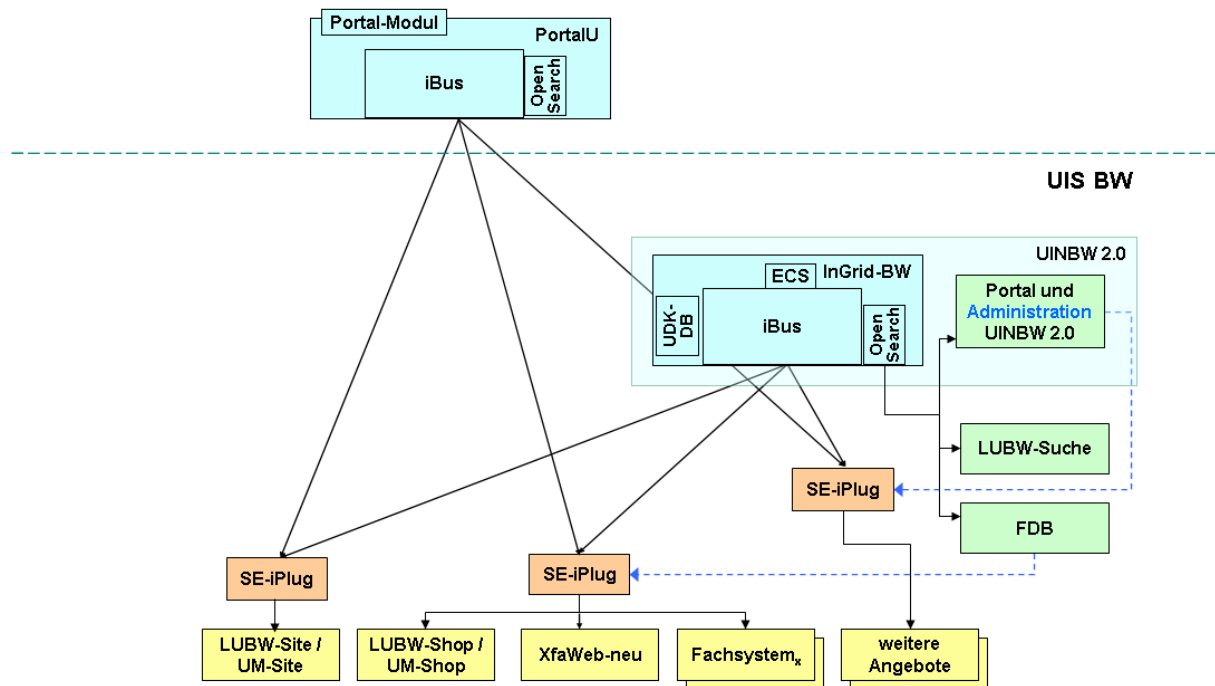 Portal-Modul
PortalU
iBus
Open
Search
UIS BW
UINBW 2.0
InGrid-BW
ECS
UDK-
DB
iBus
Open
Search
Portal und
Administration
UINBW 2.0
LUBW-Suche
SE-iPlug
FDB
SE-iPlug
SE-iPlug
LUBW-Site /
UM-Site
LUBW-Shop /
UM-Shop
XfaWeb-neu
Fachsystemx
weitere
Angebote